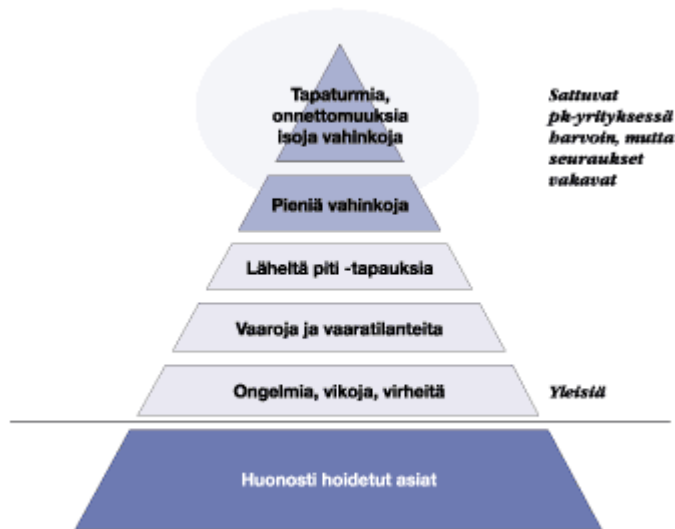 Tapaturmia,
onnettomuuksia
isoja vahinkoja
Sattuvat
pk-yrityksessä
harvoin, mutta
seuraukset
vakavat
Pieniä vahinkoja
Läheltä piti -tapauksia
Vaaroja ja vaaratilanteita
Ongelmia, vikoja, virheitä
Yleisiä
Huonosti hoidetut asiat